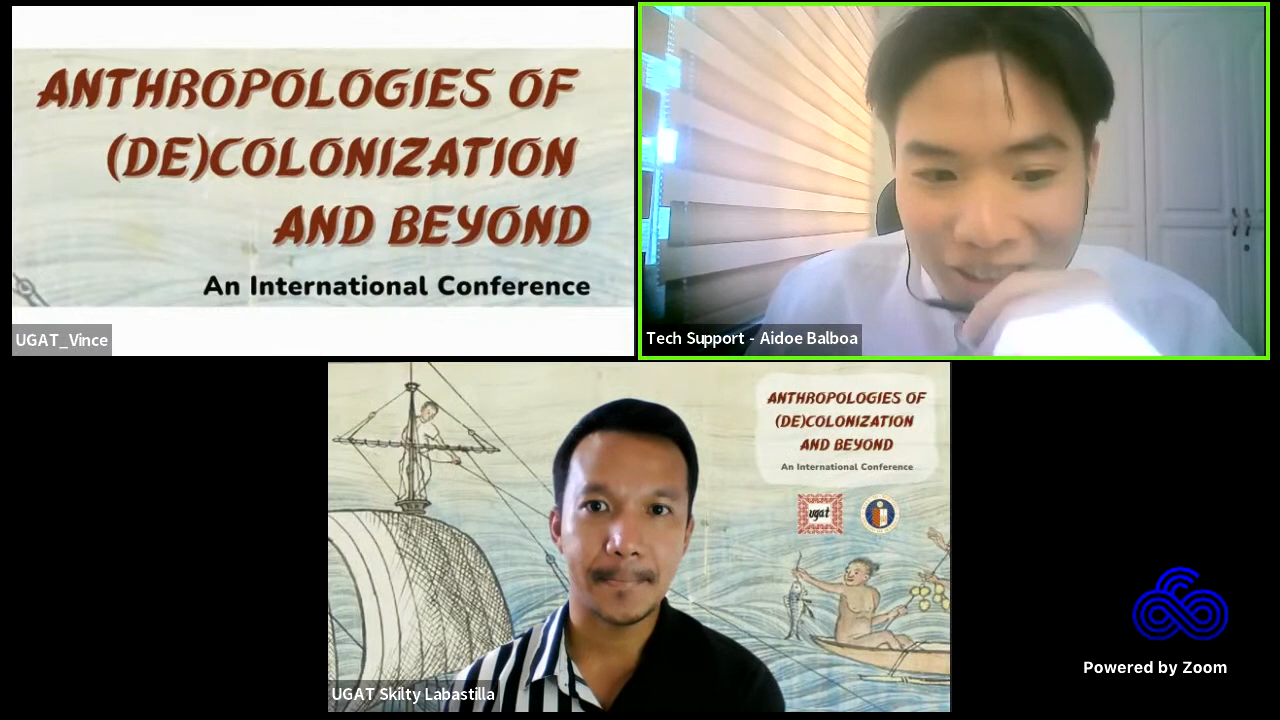 ANTHROPOLOGIES OF
(DE)COLONIZATION
AND BEYOND
An International Conference
UGAT_Vince
Tech Support - Aidoe Balboa
ANTHROPOLOGIES OF
(DE)COLONIZATION
AND BEYOND
An International Conference
ugat
UGAT Skilty Labastilla
Powered by Zoom